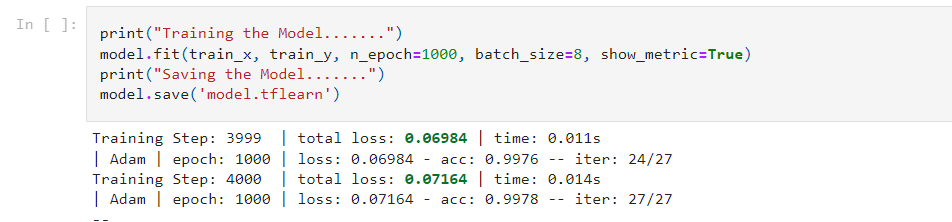 In [ ]:
print("Training the Model.......")
model.fit(train_x, train_y, n_epoch=1000, batch_size=8, show_metric=True)
print("Saving the Model.......")
model.save('model.tflearn')
Training Step: 3999  | total loss: 0.06984 | time: 0.011s
| Adam | epoch: 1000 | loss: 0.06984 - acc: 0.9976 -- iter: 24/27
Training Step: 4000  | total loss: 0.07164 | time: 0.014s
| Adam | epoch: 1000 | loss: 0.07164 - acc: 0.9978 -- iter: 27/27
--